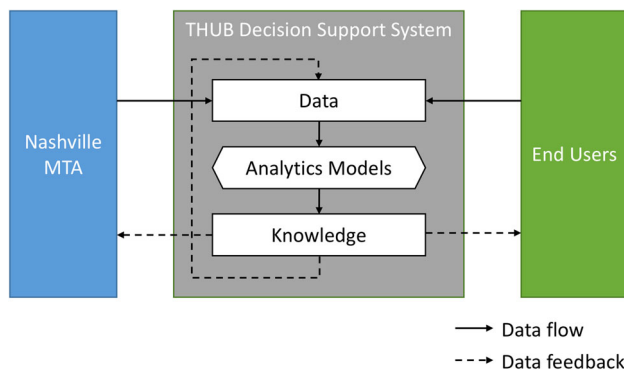 THUB Decision Support System
Data
Nashville
MTA
Analytics Models
End Users
Knowledge
Data flow
Data feedback